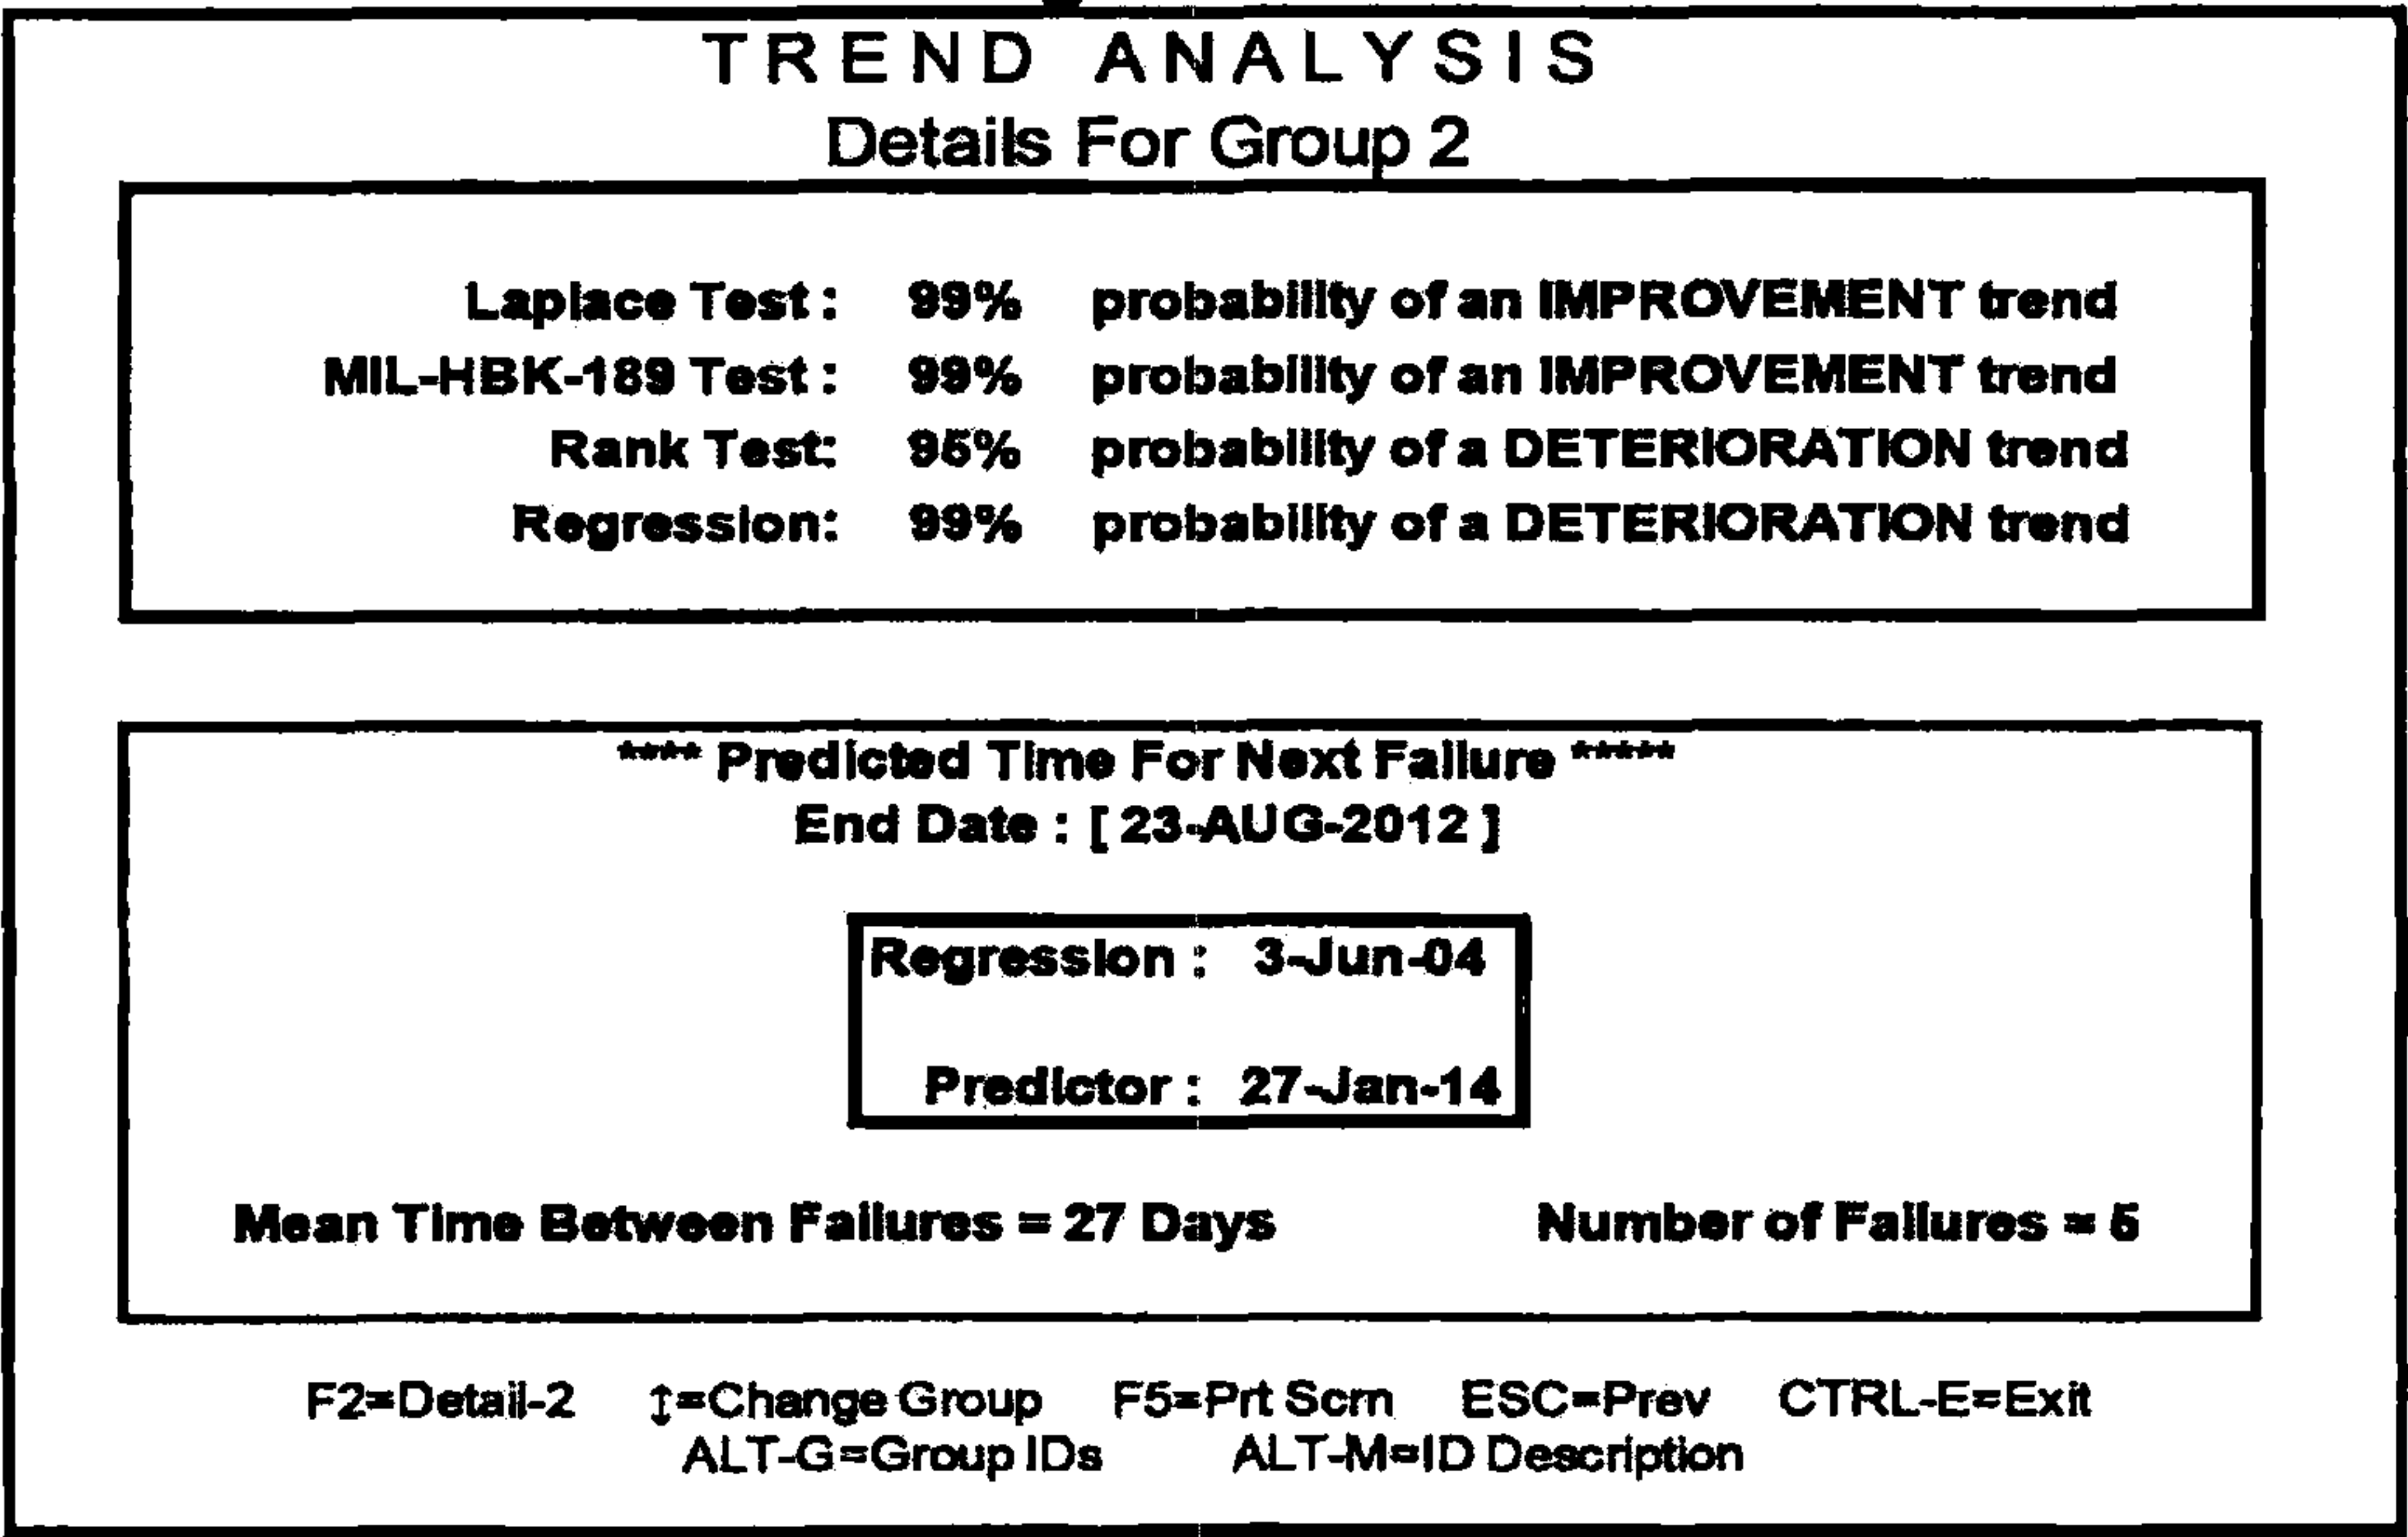 TREND ANALYSIS
Details For Group 2
Laplace Test : 99% probability of an IMPROVEMENT trend
MIL-HBK-189 Test : 99% probability of an IMPROVEMENT trend
Rank Test: 95% probability of a DETERIORATION trend
Regression: 99% probability of a DETERIORATION trend
**** Predicted Time For Next Failure *****
End Date : [ 23-AUG-2012 ]
Regression : 3-Jun-04
Predictor : 27-Jan-14
Mean Time Between Failures = 27 Days Number of Failures = 5
F2=Detail-2 ↕=Change Group F5=Prt Scrn ESC=Prev CTRL-E=Exit
ALT-G=Group IDs ALT-M=ID Description